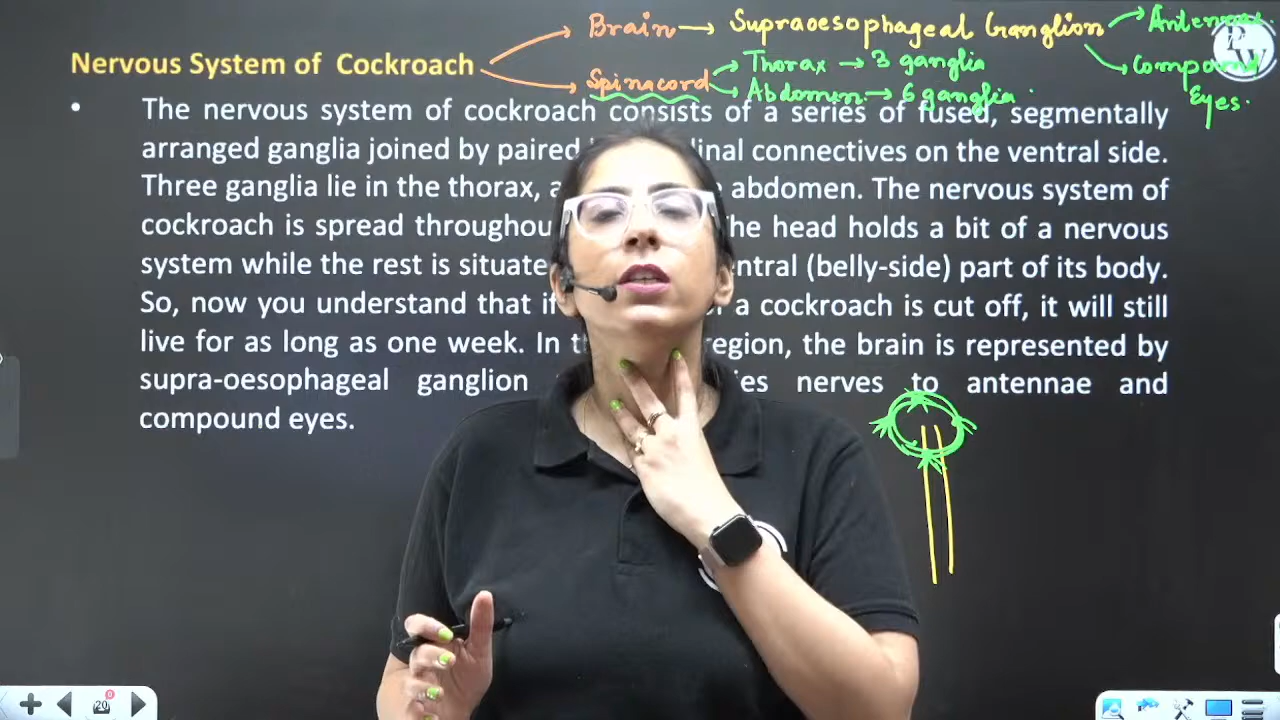 Brain → Supraoesophageal Ganglion → Antennae.
Nervous System of Cockroach
→ Compound Eyes.
Spinacord → Thorax → 3 ganglia
→ Abdomen → 6 ganglia.
• The nervous system of cockroach consists of a series of fused, segmentally
arranged ganglia joined by paired dinal connectives on the ventral side.
Three ganglia lie in the thorax, a abdomen. The nervous system of
cockroach is spread throughou he head holds a bit of a nervous
system while the rest is situate entral (belly-side) part of its body.
So, now you understand that if a cockroach is cut off, it will still
live for as long as one week. In t region, the brain is represented by
supra-oesophageal ganglion ies nerves to antennae and
compound eyes.
20